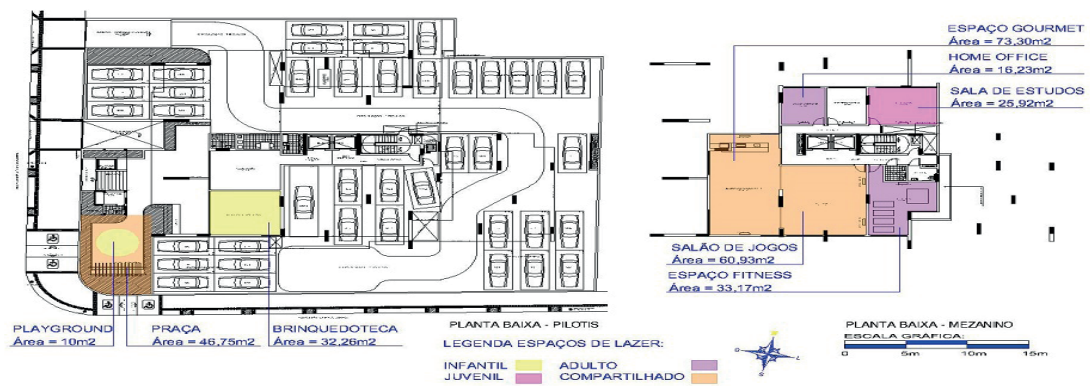 ESPAÇO GOURMET
Área = 73,30m2
HOME OFFICE
Área = 16,23m2
SALA DE ESTUDOS
Área = 25,92m2
SALÃO DE JOGOS
Área = 60,93m2
ESPAÇO FITNESS
Área = 33,17m2
PLAYGROUND
Área = 10m2
PRAÇA
Área = 46,75m2
BRINQUEDOTECA
Área = 32,26m2
PLANTA BAIXA - PILOTIS
LEGENDA ESPAÇOS DE LAZER:
INFANTIL
ADULTO
JUVENIL
COMPARTILHADO
PLANTA BAIXA - MEZANINO
ESCALA GRÁFICA:
0 5m 10m 15m